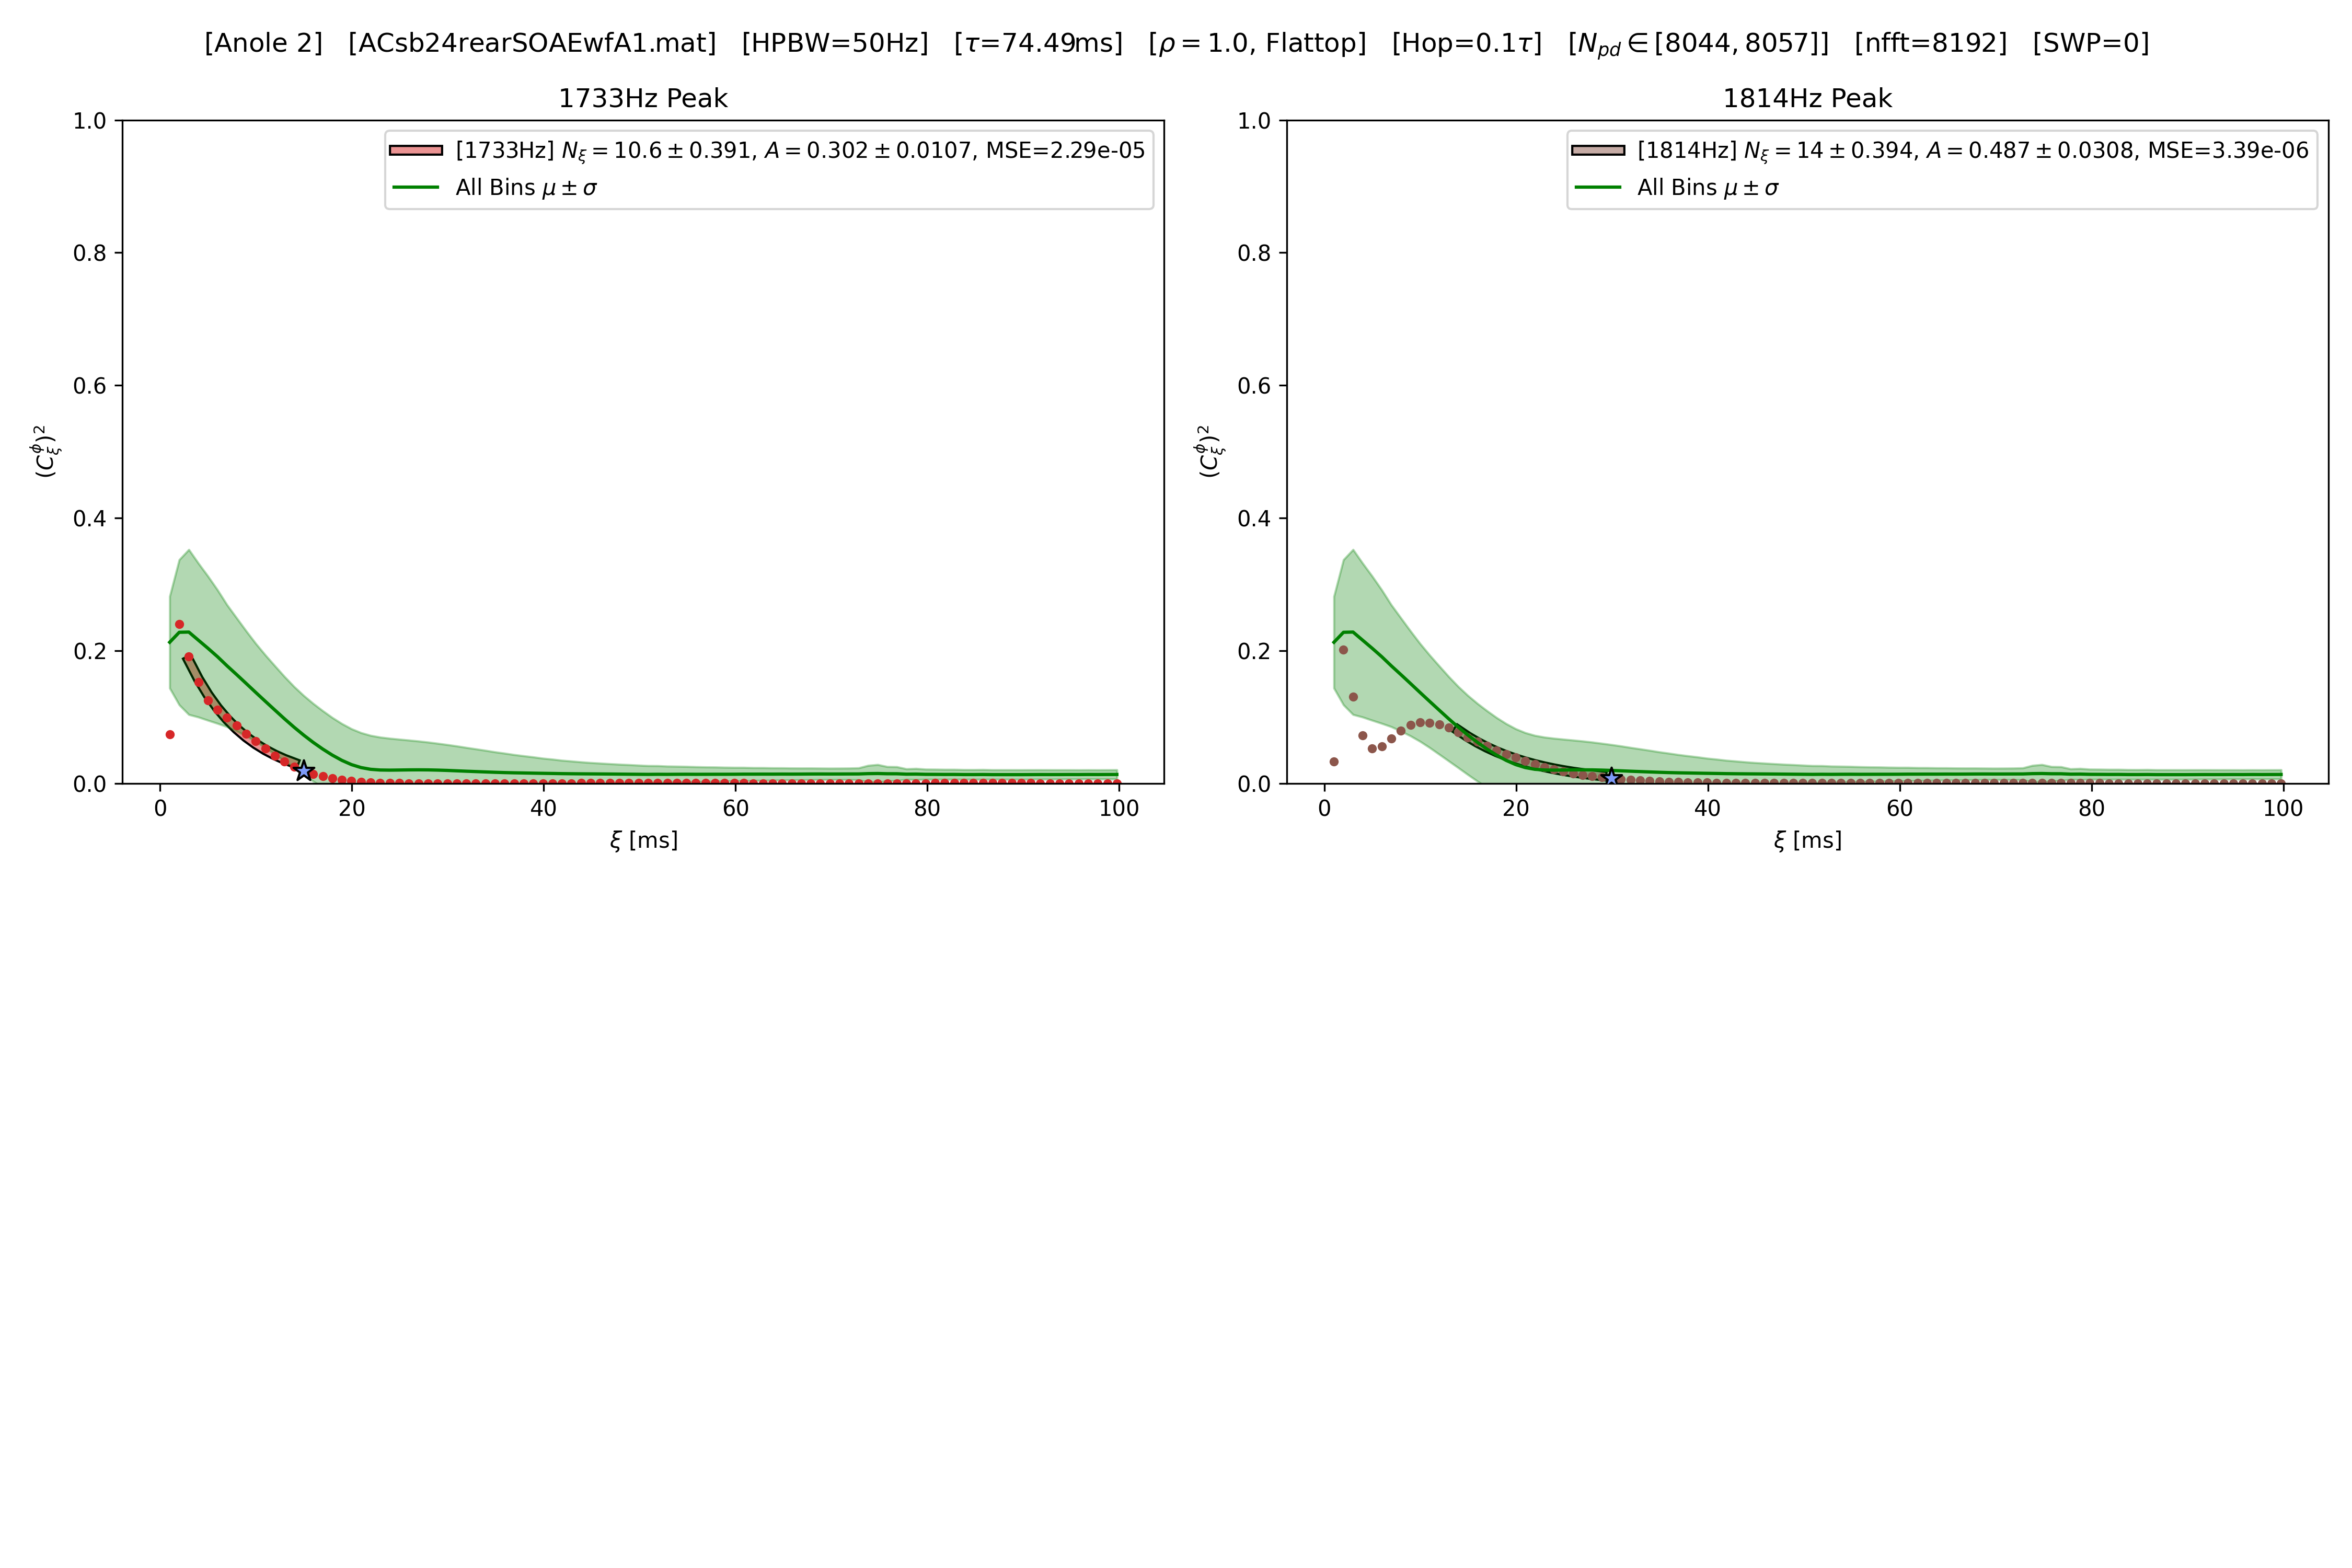 [Anole 2] [ACsb24rearSOAEwfA1.mat] [HPBW=50Hz] [τ=74.49ms] [ρ = 1.0, Flattop] [Hop=0.1τ] [N_pd ∈ [8044, 8057]] [nfft=8192] [SWP=0]
1733Hz Peak
[1733Hz] N_ξ = 10.6 ± 0.391, A = 0.302 ± 0.0107, MSE=2.29e-05
All Bins μ ± σ
1.0
0.8
0.6
0.4
0.2
0.0
(C_ξ^ϕ)^2
0 20 40 60 80 100
ξ [ms]
1814Hz Peak
[1814Hz] N_ξ = 14 ± 0.394, A = 0.487 ± 0.0308, MSE=3.39e-06
All Bins μ ± σ
1.0
0.8
0.6
0.4
0.2
0.0
(C_ξ^ϕ)^2
0 20 40 60 80 100
ξ [ms]